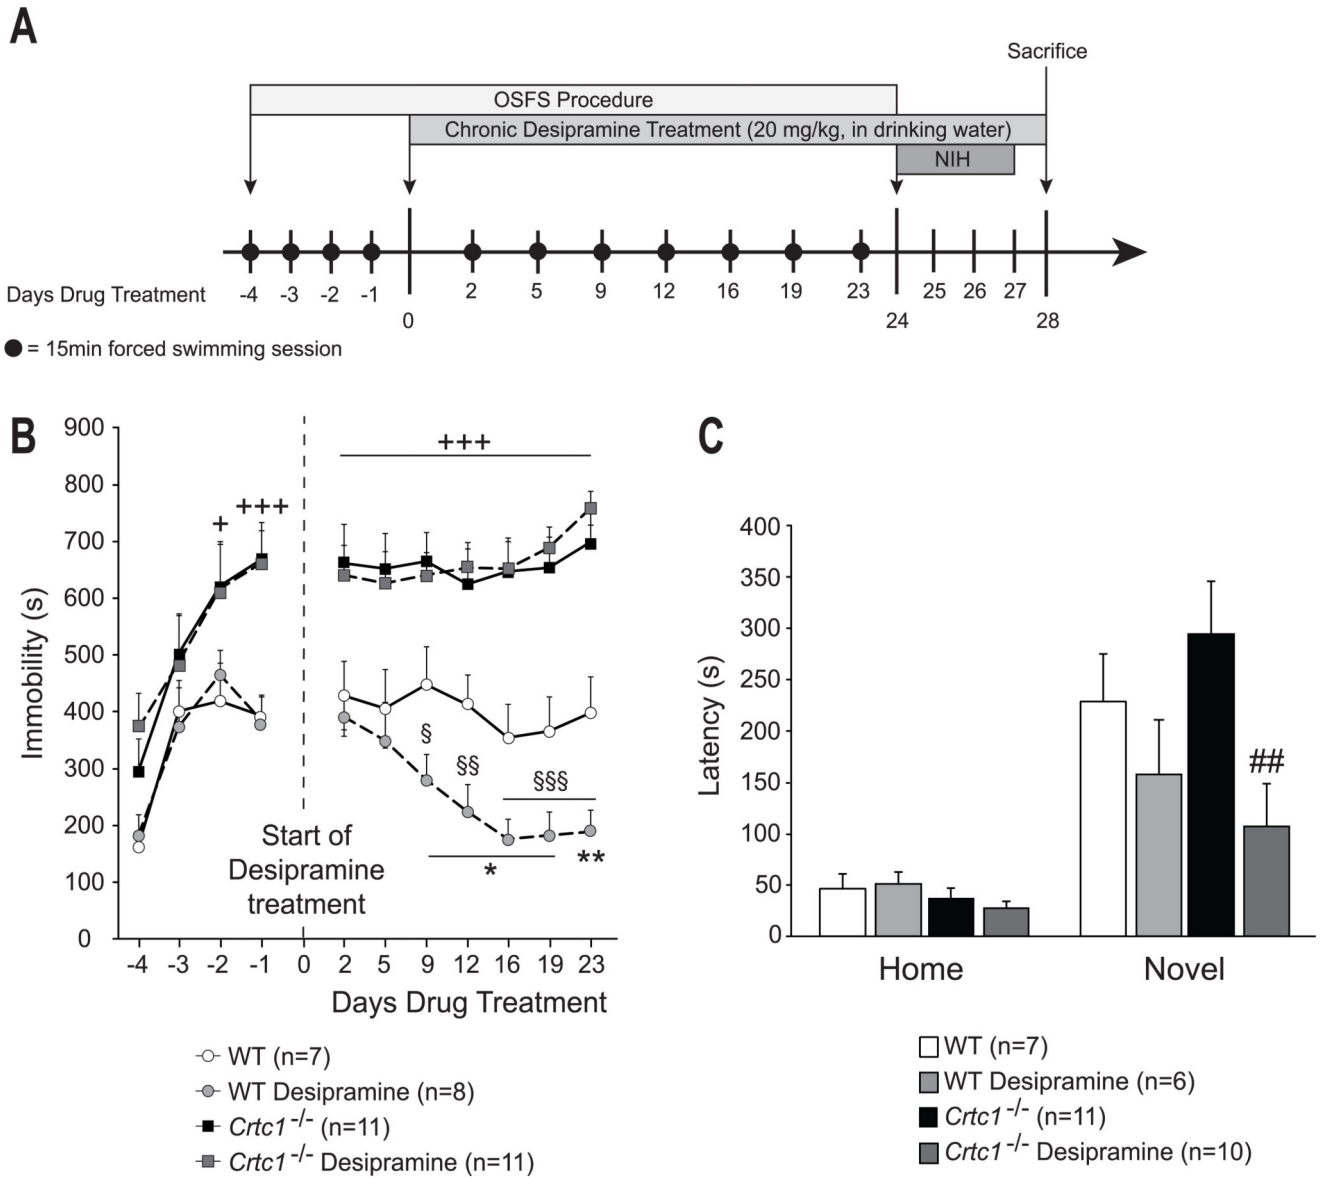 A
Sacrifice
OSFS Procedure
Chronic Desipramine Treatment (20 mg/kg, in drinking water)
NIH
Days Drug Treatment -4 -3 -2 -1 2 5 9 12 16 19 23 25 26 27
0 24 28
= 15min forced swimming session
B
900
800
700
600
500
400
300
200
100
0
Immobility (s)
+
+++
+++
§
§§
§§§
*
**
Start of
Desipramine
treatment
-4 -3 -2 -1 0 2 5 9 12 16 19 23
Days Drug Treatment
WT (n=7)
WT Desipramine (n=8)
Crtc1 -/- (n=11)
Crtc1 -/- Desipramine (n=11)
C
400
350
300
250
200
150
100
50
0
Latency (s)
##
Home Novel
WT (n=7)
WT Desipramine (n=6)
Crtc1 -/- (n=11)
Crtc1 -/- Desipramine (n=10)